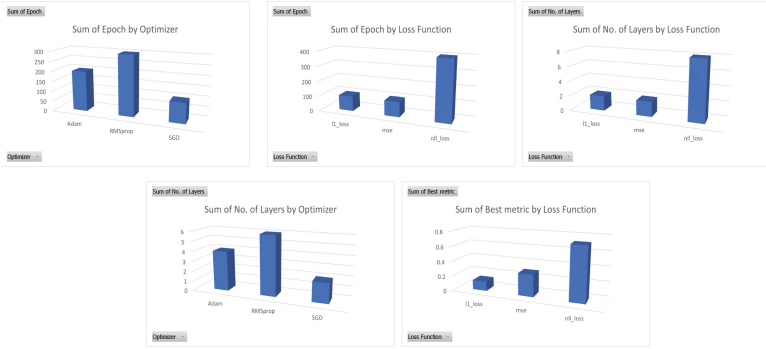 Sum of Epoch
Sum of Epoch by Optimizer
300
250
200
150
100
50
0
Adam
RMSprop
SGD
Optimizer
Sum of Epoch
Sum of Epoch by Loss Function
400
300
200
100
0
l1_loss
mse
nll_loss
Loss Function
Sum of No. of Layers
Sum of No. of Layers by Loss Function
8
6
4
2
0
l1_loss
mse
nll_loss
Loss Function
Sum of No. of Layers
Sum of No. of Layers by Optimizer
6
5
4
3
2
1
0
Adam
RMSprop
SGD
Optimizer
Sum of Best metric
Sum of Best metric by Loss Function
0.8
0.6
0.4
0.2
0
l1_loss
mse
nll_loss
Loss Function